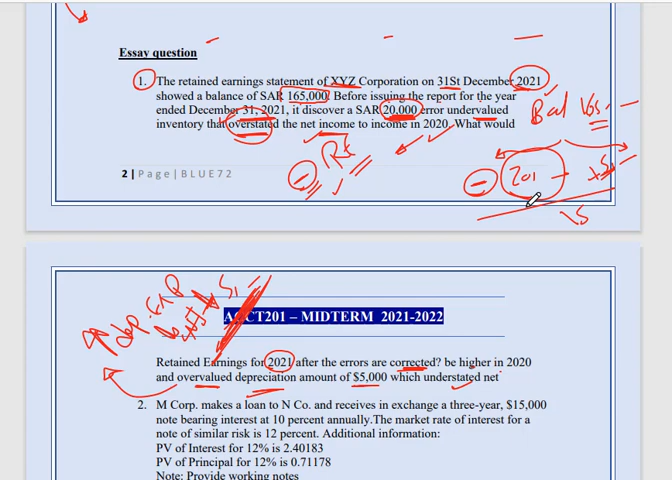 Essay question
1. The retained earnings statement of XYZ Corporation on 31St December 2021
showed a balance of SAR 165,000. Before issuing the report for the year
ended December 31, 2021, it discover a SAR 20,000 error undervalued
inventory that overstated the net income to income in 2020. What would
Bal
RE
201
2 | Page | BLUE72
ACCT201 – MIDTERM 2021-2022
dep. exp
Retained Earnings for 2021 after the errors are corrected? be higher in 2020
and overvalued depreciation amount of $5,000 which understated net
2. M Corp. makes a loan to N Co. and receives in exchange a three-year, $15,000
note bearing interest at 10 percent annually.The market rate of interest for a
note of similar risk is 12 percent. Additional information:
PV of Interest for 12% is 2.40183
PV of Principal for 12% is 0.71178
Note: Provide working notes